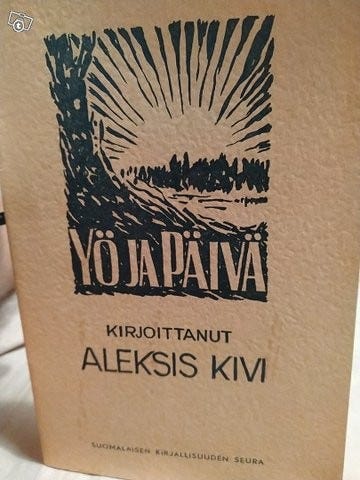 YÖ JA PÄIVÄ
KIRJOITTANUT
ALEKSIS KIVI
SUOMALAISEN KIRJALLISUUDEN SEURA